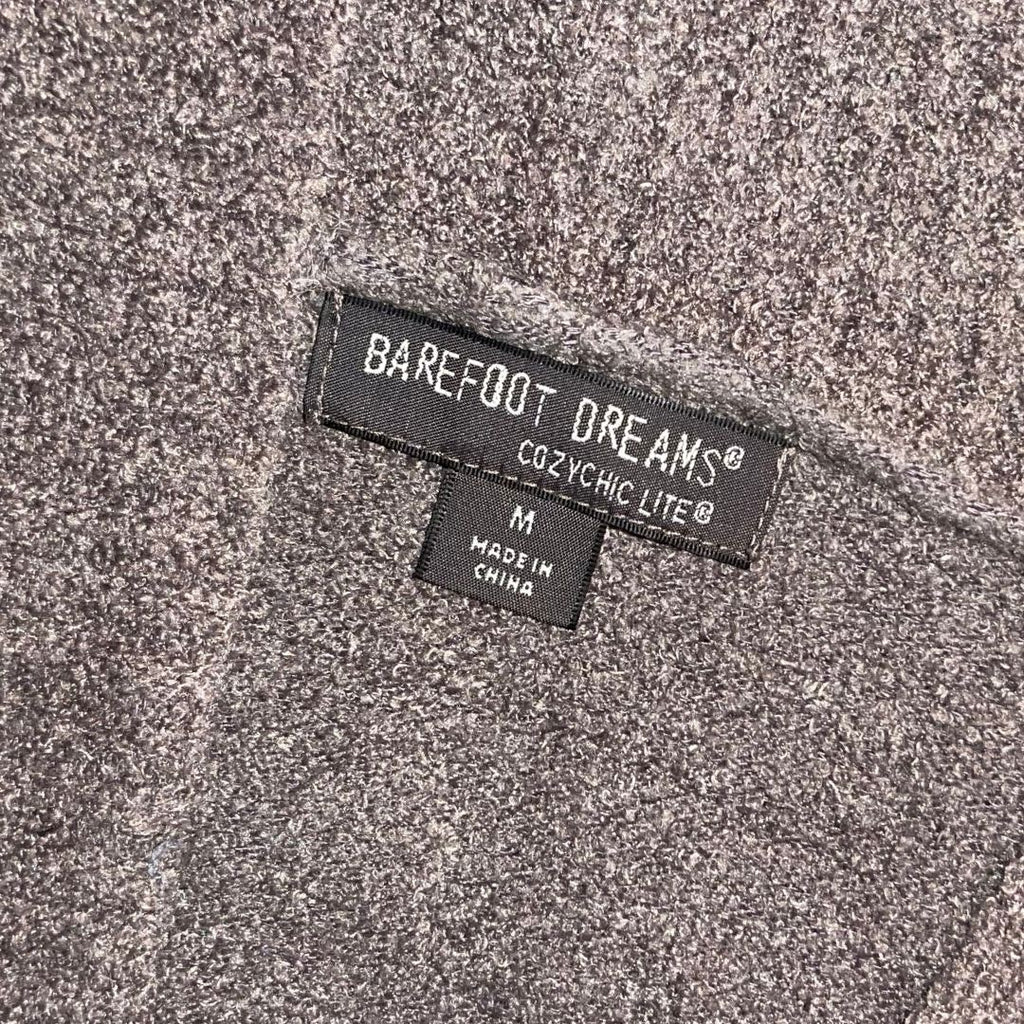 BAREFOOT DREAMS®
COZYCHIC LITE®
M
MADE IN
CHINA